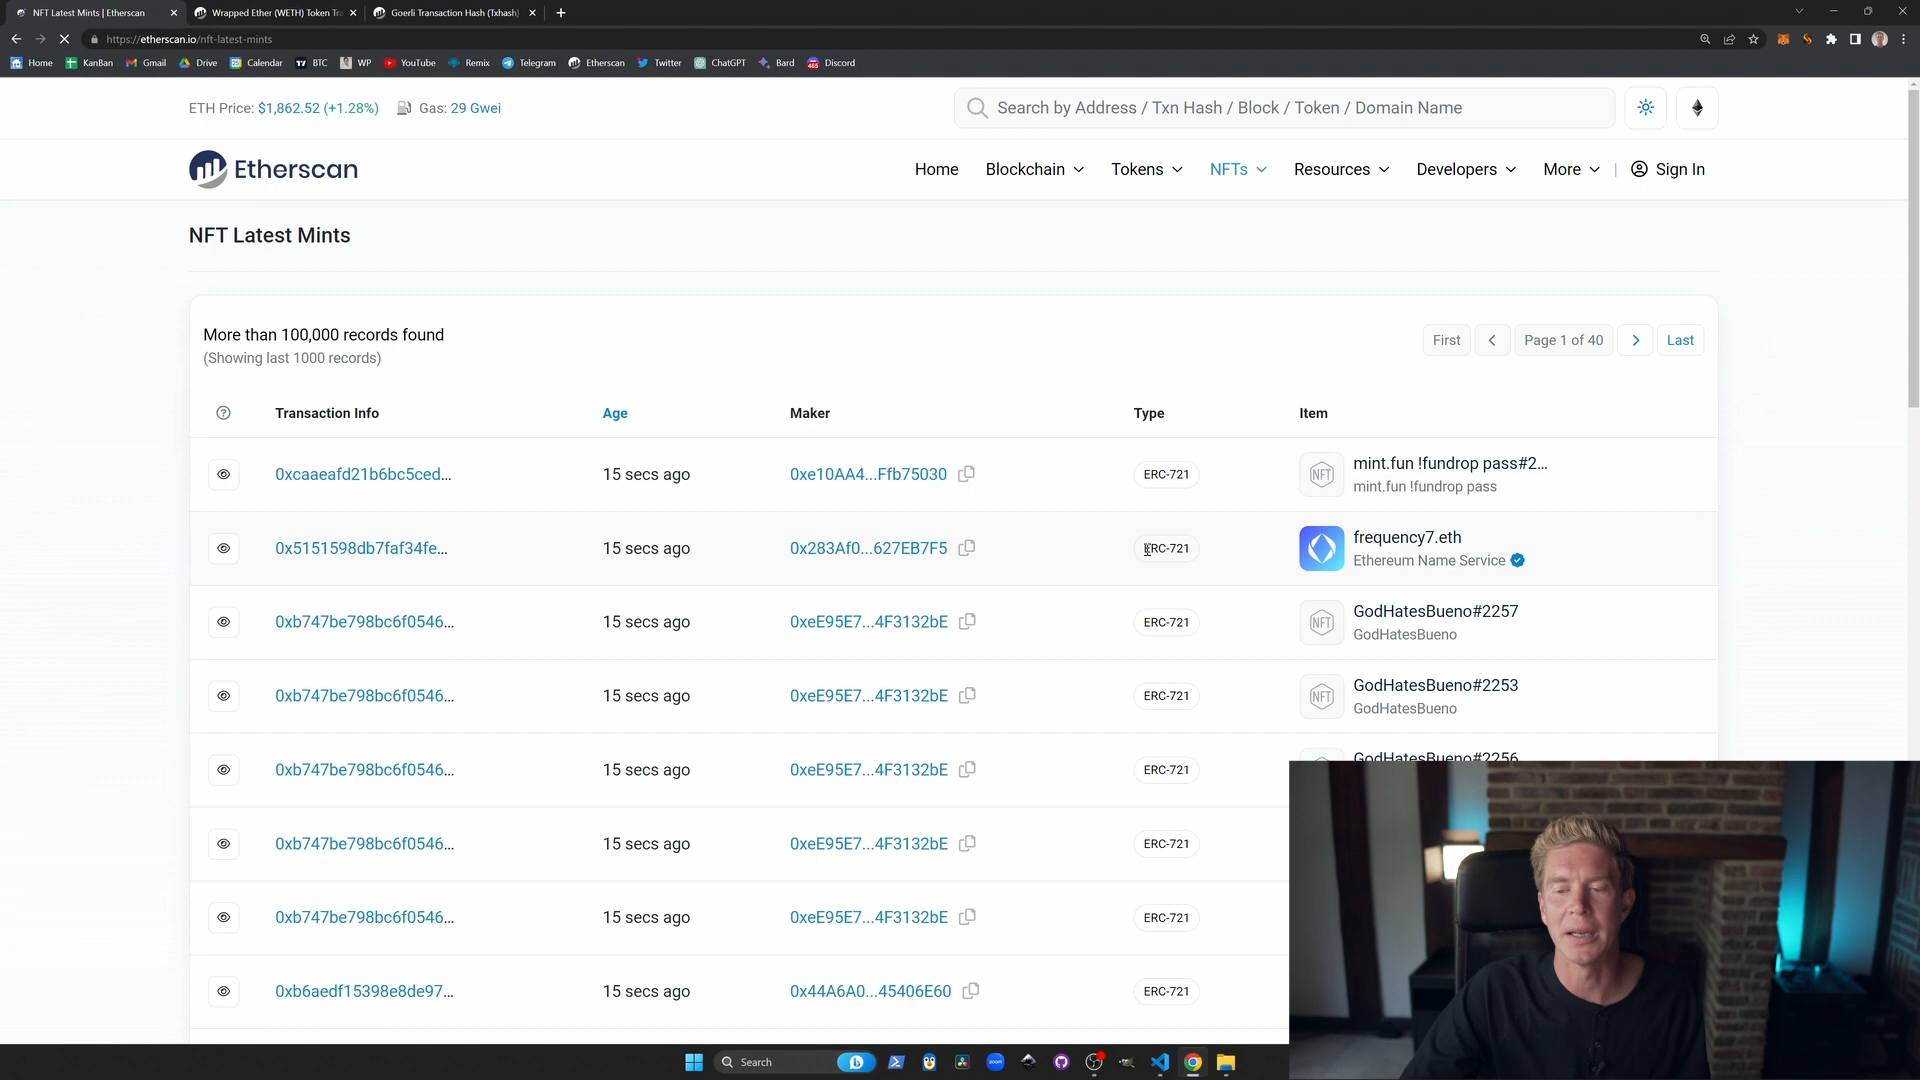 NFT Latest Mints | Etherscan
Wrapped Ether (WETH) Token Tr
Goerli Transaction Hash (Txhash)
https://etherscan.io/nft-latest-mints
Home KanBan Gmail Drive Calendar BTC WP YouTube Remix Telegram Etherscan Twitter ChatGPT Bard Discord
ETH Price: $1,862.52 (+1.28%) Gas: 29 Gwei
Search by Address / Txn Hash / Block / Token / Domain Name
Etherscan
Home Blockchain Tokens NFTs Resources Developers More | Sign In
NFT Latest Mints
More than 100,000 records found
(Showing last 1000 records)
First Page 1 of 40 Last
Transaction Info Age Maker Type Item
0xcaaeafd21b6bc5ced... 15 secs ago 0xe10AA4...Ffb75030 ERC-721 NFT mint.fun !fundrop pass#2...
mint.fun !fundrop pass
0x5151598db7faf34fe... 15 secs ago 0x283Af0...627EB7F5 ERC-721 frequency7.eth
Ethereum Name Service
0xb747be798bc6f0546... 15 secs ago 0xeE95E7...4F3132bE ERC-721 NFT GodHatesBueno#2257
GodHatesBueno
0xb747be798bc6f0546... 15 secs ago 0xeE95E7...4F3132bE ERC-721 NFT GodHatesBueno#2253
GodHatesBueno
0xb747be798bc6f0546... 15 secs ago 0xeE95E7...4F3132bE ERC-721 GodHatesBueno#2256
0xb747be798bc6f0546... 15 secs ago 0xeE95E7...4F3132bE ERC-721
0xb747be798bc6f0546... 15 secs ago 0xeE95E7...4F3132bE ERC-721
0xb6aedf15398e8de97... 15 secs ago 0x44A6A0...45406E60 ERC-721
Search